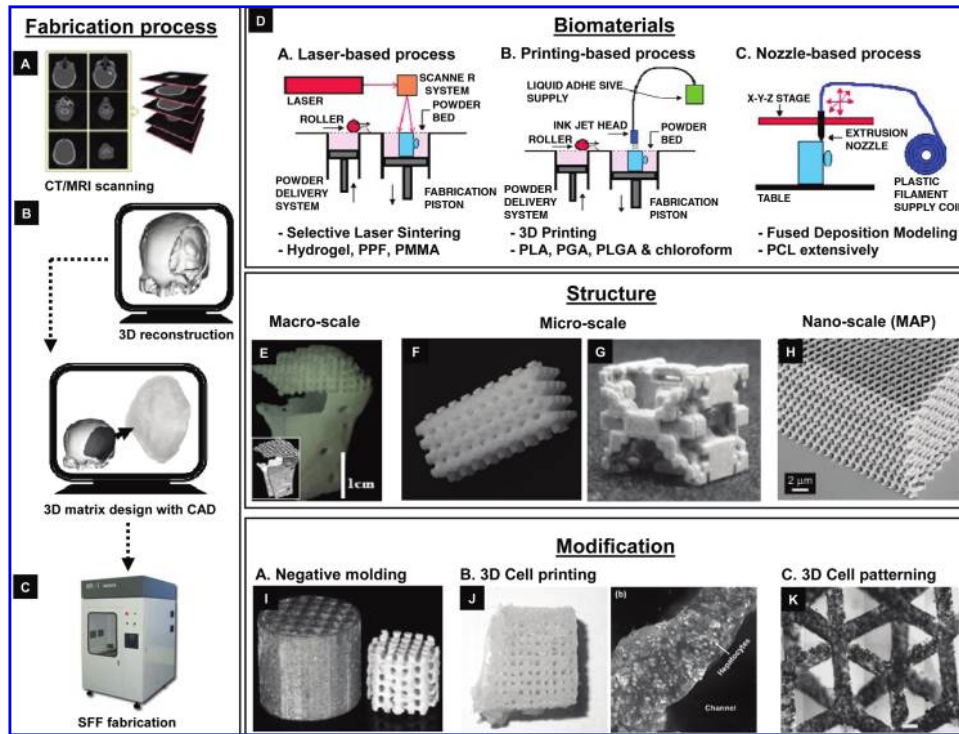 Fabrication process
A
CT/MRI scanning
B
3D reconstruction
3D matrix design with CAD
C
SFF fabrication
D
Biomaterials
A. Laser-based process
LASER
SCANNE R
SYSTEM
ROLLER
POWDER
BED
POWDER
DELIVERY
SYSTEM
FABRICATION
PISTON
- Selective Laser Sintering
- Hydrogel, PPF, PMMA
B. Printing-based process
LIQUID ADHE SIVE
SUPPLY
INK JET HEAD
ROLLER
POWDER
BED
POWDER
DELIVERY
SYSTEM
FABRICATION
PISTON
- 3D Printing
- PLA, PGA, PLGA & chloroform
C. Nozzle-based process
X-Y-Z STAGE
EXTRUSION
NOZZLE
TABLE
PLASTIC
FILAMENT
SUPPLY COIL
- Fused Deposition Modeling
- PCL extensively
Structure
Macro-scale
Micro-scale
Nano-scale (MAP)
E
1cm
F
G
H
2 μm
Modification
A. Negative molding
B. 3D Cell printing
C. 3D Cell patterning
I
J
(b)
Hepatocytes
Channel
K